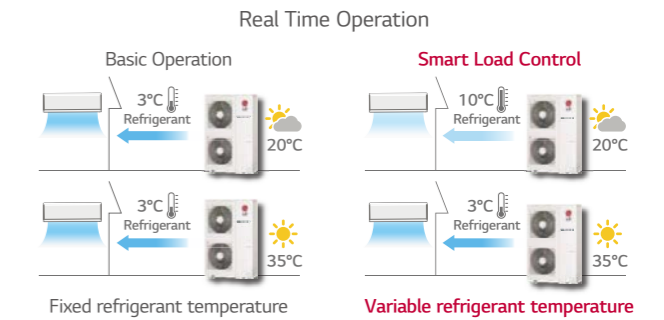 Real Time Operation
Basic Operation
Smart Load Control
3°C
Refrigerant
20°C
10°C
Refrigerant
20°C
3°C
Refrigerant
35°C
3°C
Refrigerant
35°C
Fixed refrigerant temperature
Variable refrigerant temperature